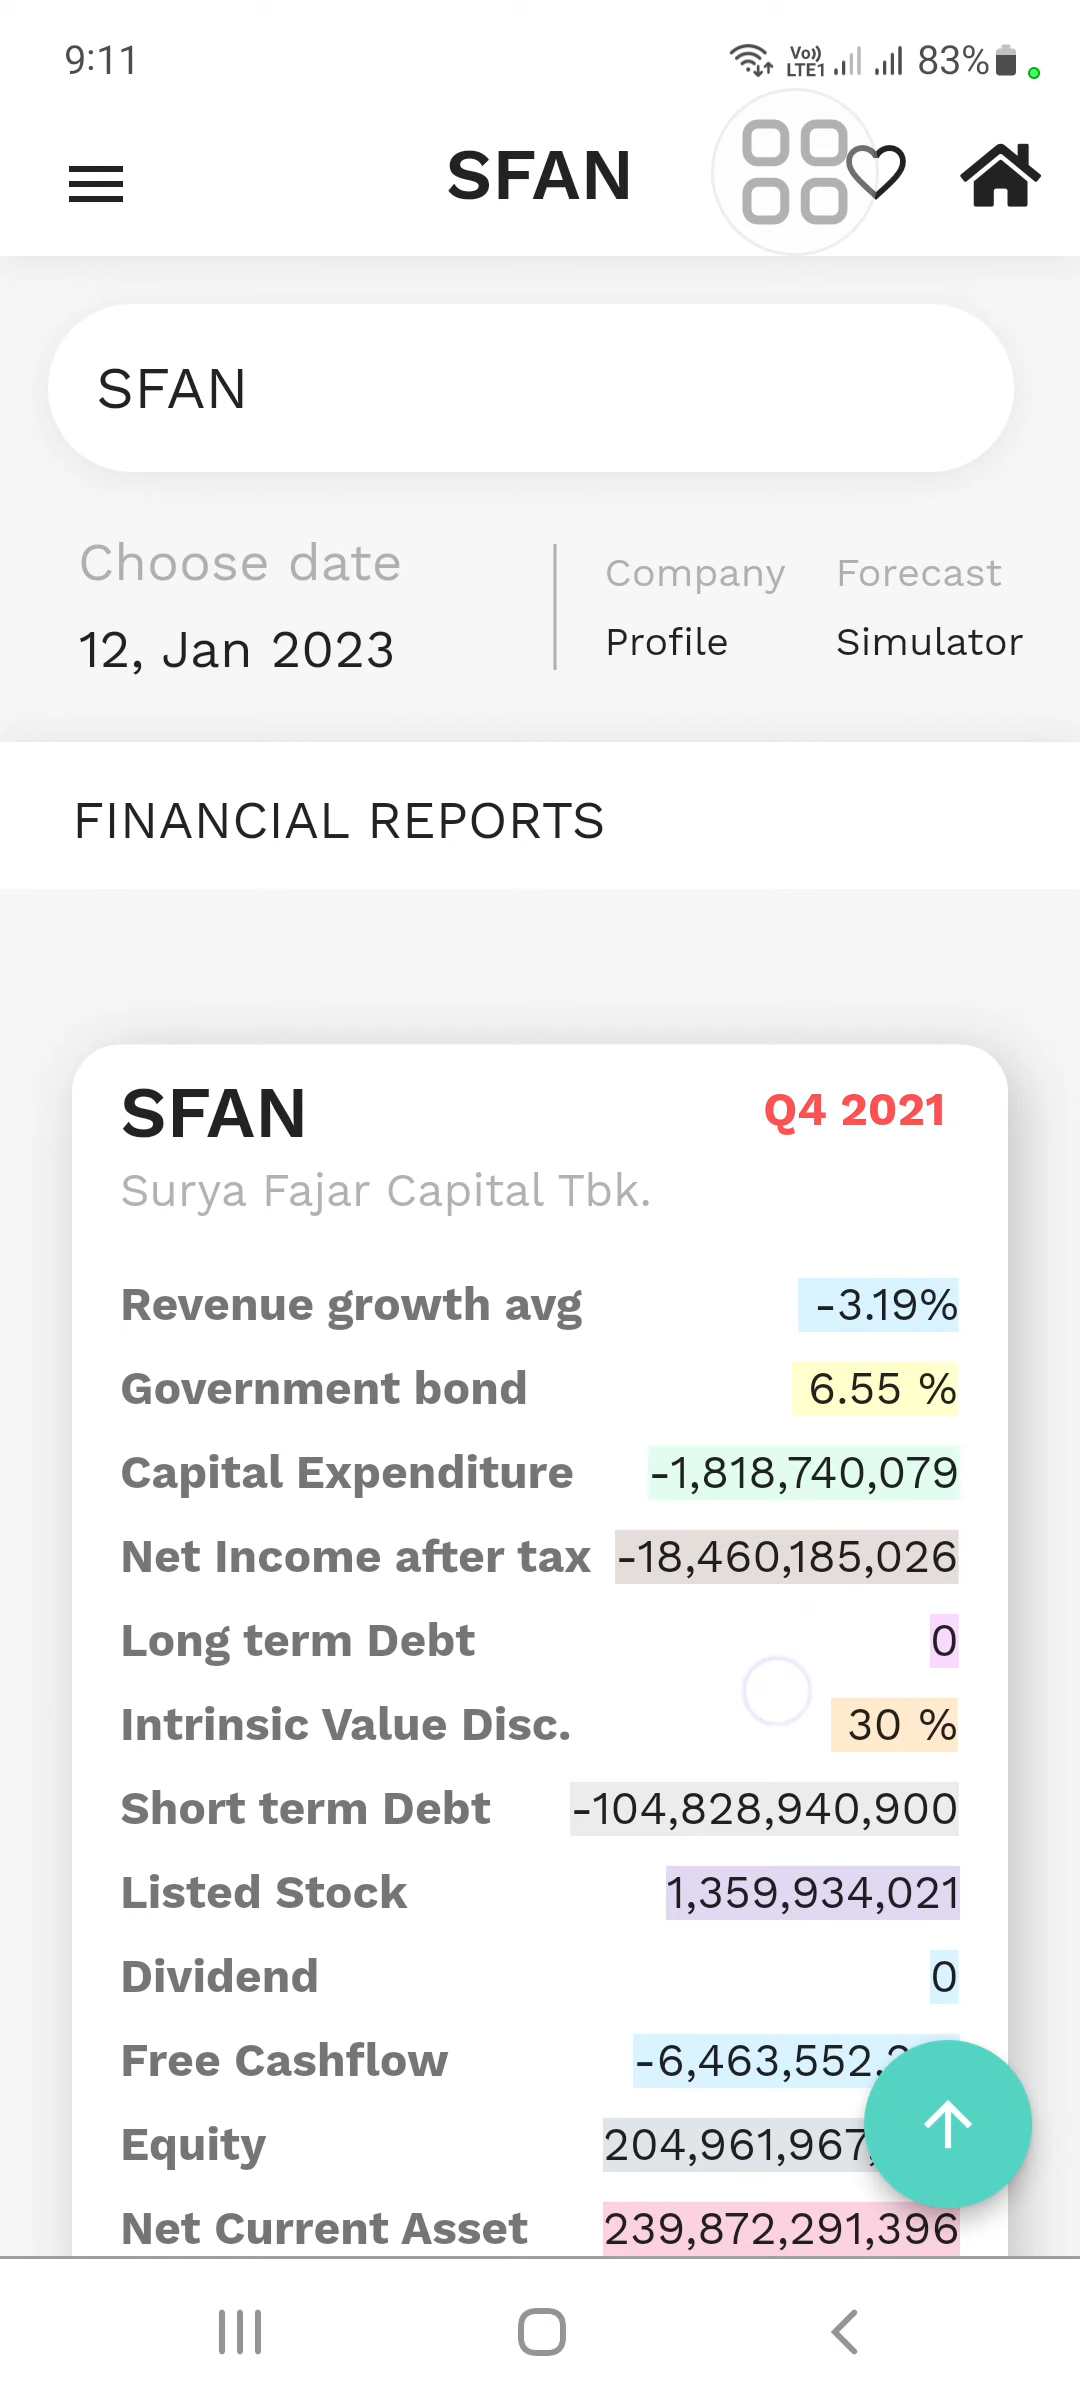 9:11
Vo)) LTE1 83%
SFAN
SFAN
Choose date
12, Jan 2023
Company
Profile
Forecast
Simulator
FINANCIAL REPORTS
SFAN
Q4 2021
Surya Fajar Capital Tbk.
Revenue growth avg -3.19%
Government bond 6.55 %
Capital Expenditure -1,818,740,079
Net Income after tax -18,460,185,026
Long term Debt 0
Intrinsic Value Disc. 30 %
Short term Debt -104,828,940,900
Listed Stock 1,359,934,021
Dividend 0
Free Cashflow -6,463,552,
Equity 204,961,967,
Net Current Asset 239,872,291,396